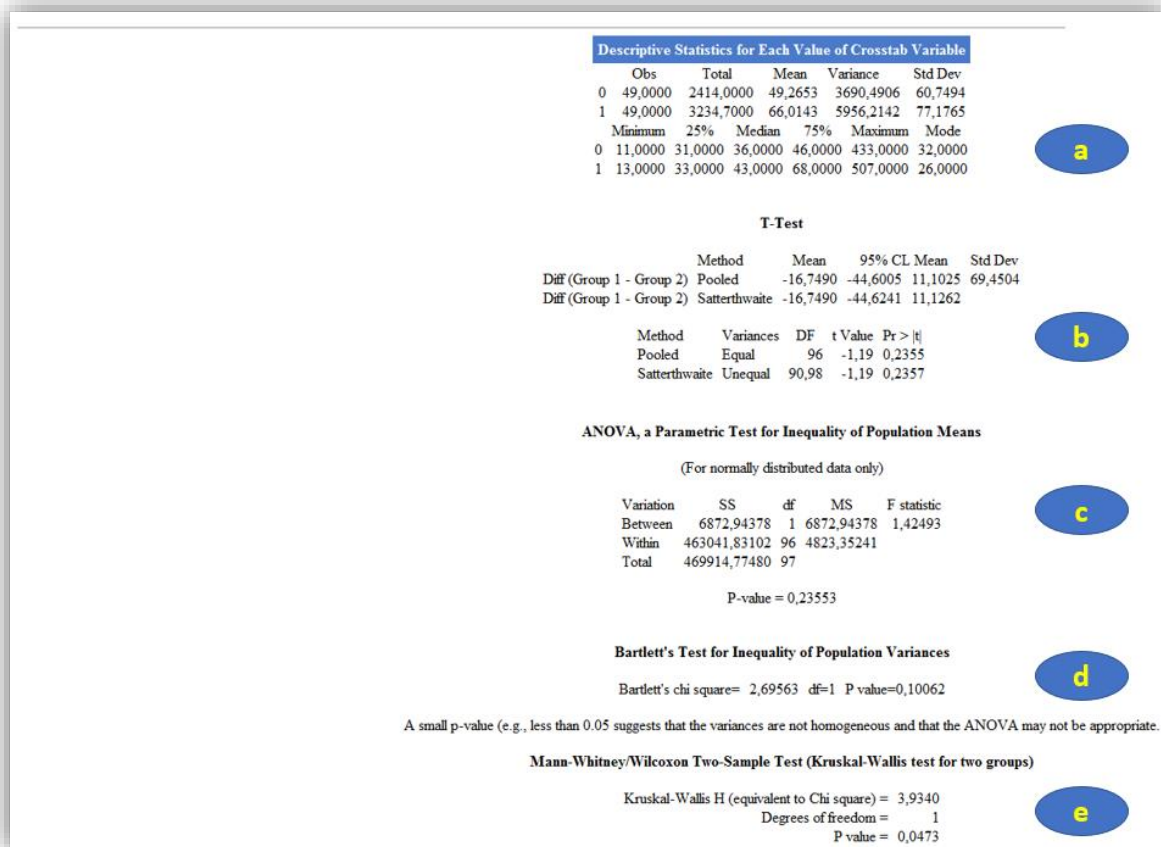 Descriptive Statistics for Each Value of Crosstab Variable
Obs Total Mean Variance Std Dev
0 49,0000 2414,0000 49,2653 3690,4906 60,7494
1 49,0000 3234,7000 66,0143 5956,2142 77,1765
Minimum 25% Median 75% Maximum Mode
0 11,0000 31,0000 36,0000 46,0000 433,0000 32,0000
1 13,0000 33,0000 43,0000 68,0000 507,0000 26,0000
a
T-Test
Method Mean 95% CL Mean Std Dev
Diff (Group 1 - Group 2) Pooled -16,7490 -44,6005 11,1025 69,4504
Diff (Group 1 - Group 2) Satterthwaite -16,7490 -44,6241 11,1262
Method Variances DF t Value Pr > |t|
Pooled Equal 96 -1,19 0,2355
Satterthwaite Unequal 90,98 -1,19 0,2357
b
ANOVA, a Parametric Test for Inequality of Population Means
(For normally distributed data only)
Variation SS df MS F statistic
Between 6872,94378 1 6872,94378 1,42493
Within 463041,83102 96 4823,35241
Total 469914,77480 97
c
P-value = 0,23553
Bartlett's Test for Inequality of Population Variances
Bartlett's chi square= 2,69563 df=1 P value=0,10062
d
A small p-value (e.g., less than 0.05 suggests that the variances are not homogeneous and that the ANOVA may not be appropriate.
Mann-Whitney/Wilcoxon Two-Sample Test (Kruskal-Wallis test for two groups)
Kruskal-Wallis H (equivalent to Chi square) = 3,9340
Degrees of freedom = 1
P value = 0,0473
e